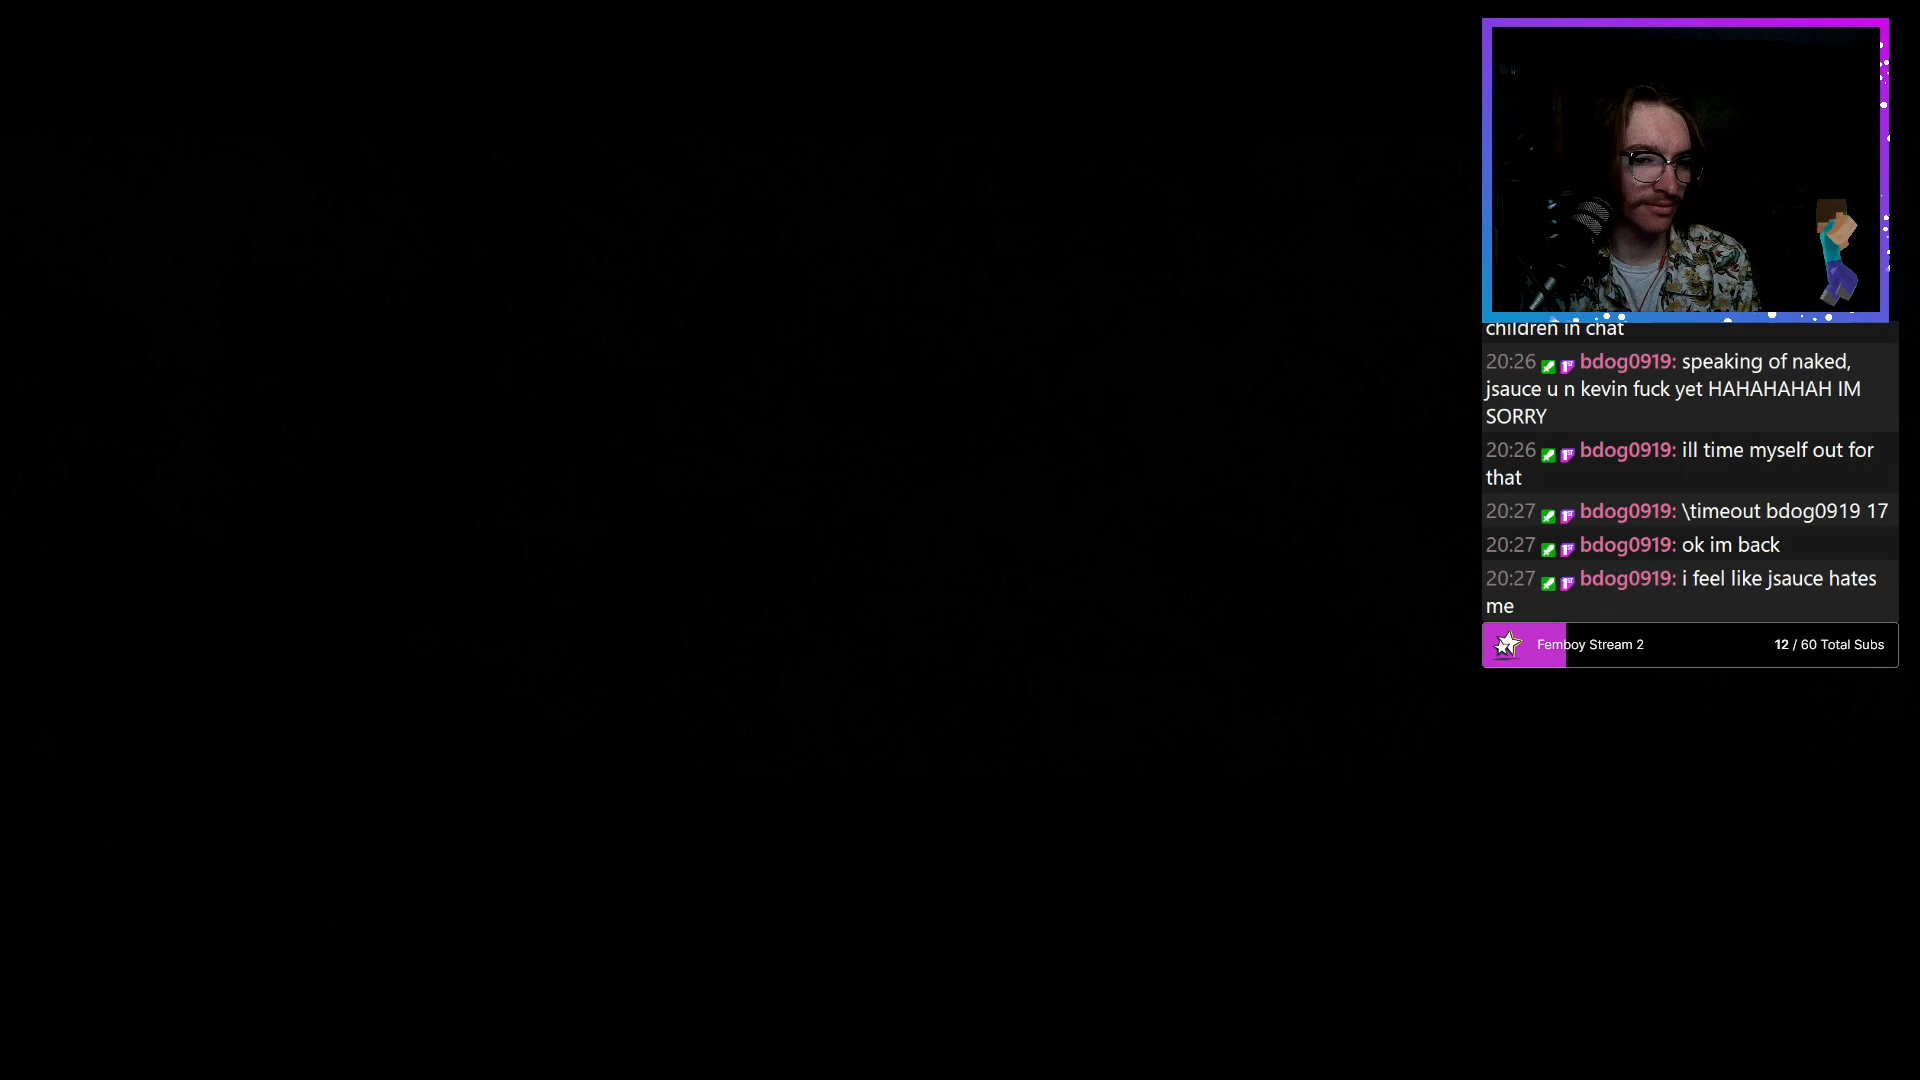 children in chat
20:26 bdog0919: speaking of naked,
jsauce u n kevin fuck yet HAHAHAHAH IM
SORRY
20:26 bdog0919: ill time myself out for
that
20:27 bdog0919: \timeout bdog0919 17
20:27 bdog0919: ok im back
20:27 bdog0919: i feel like jsauce hates
me
Femboy Stream 2 12 / 60 Total Subs